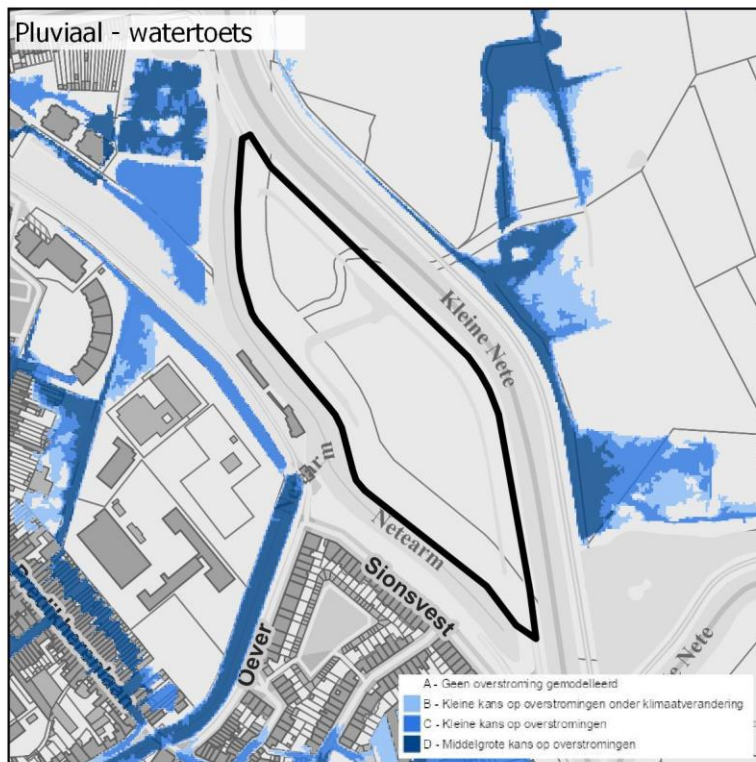 Pluviaal - watertoets
Kleine Nete
Netearm
Netearm
Sionsvest
Oever
Kleine Nete
A - Geen overstroming gemodelleerd
B - Kleine kans op overstromingen onder klimaatverandering
C - Kleine kans op overstromingen
D - Middelgrote kans op overstromingen